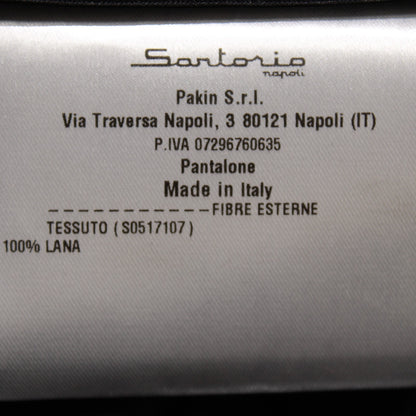 Sartorio
napoli
Pakin S.r.l.
Via Traversa Napoli, 3 80121 Napoli (IT)
P.IVA 07296760635
Pantalone
Made in Italy
------------FIBRE ESTERNE
TESSUTO ( S0517107 )
100% LANA